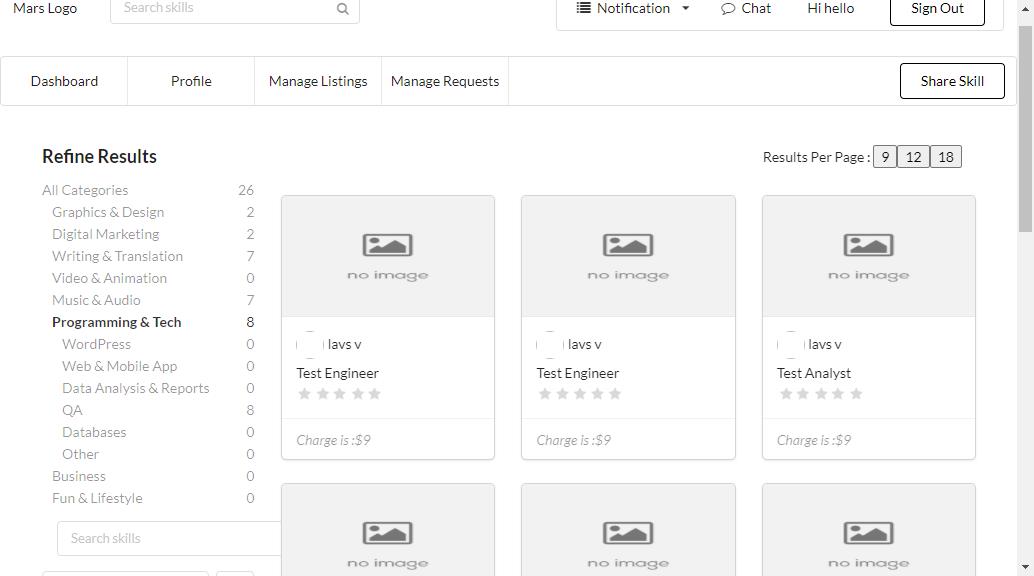 Mars Logo
Search skills
Notification
Chat
Hi hello
Sign Out
Dashboard
Profile
Manage Listings
Manage Requests
Share Skill
Refine Results
Results Per Page : 9 12 18
All Categories 26
Graphics & Design 2
Digital Marketing 2
Writing & Translation 7
Video & Animation 0
Music & Audio 7
Programming & Tech 8
WordPress 0
Web & Mobile App 0
Data Analysis & Reports 0
QA 8
Databases 0
Other 0
Business 0
Fun & Lifestyle 0
Search skills
no image
lavs v
Test Engineer
Charge is :$9
no image
lavs v
Test Engineer
Charge is :$9
no image
lavs v
Test Analyst
Charge is :$9
no image
no image
no image